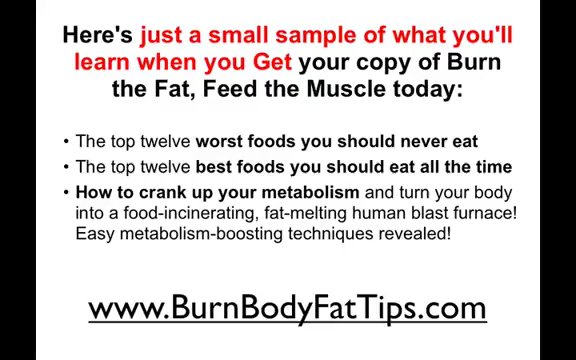 Here's just a small sample of what you'll
learn when you Get your copy of Burn
the Fat, Feed the Muscle today:
• The top twelve worst foods you should never eat
• The top twelve best foods you should eat all the time
• How to crank up your metabolism and turn your body
into a food-incinerating, fat-melting human blast furnace!
Easy metabolism-boosting techniques revealed!
www.BurnBodyFatTips.com